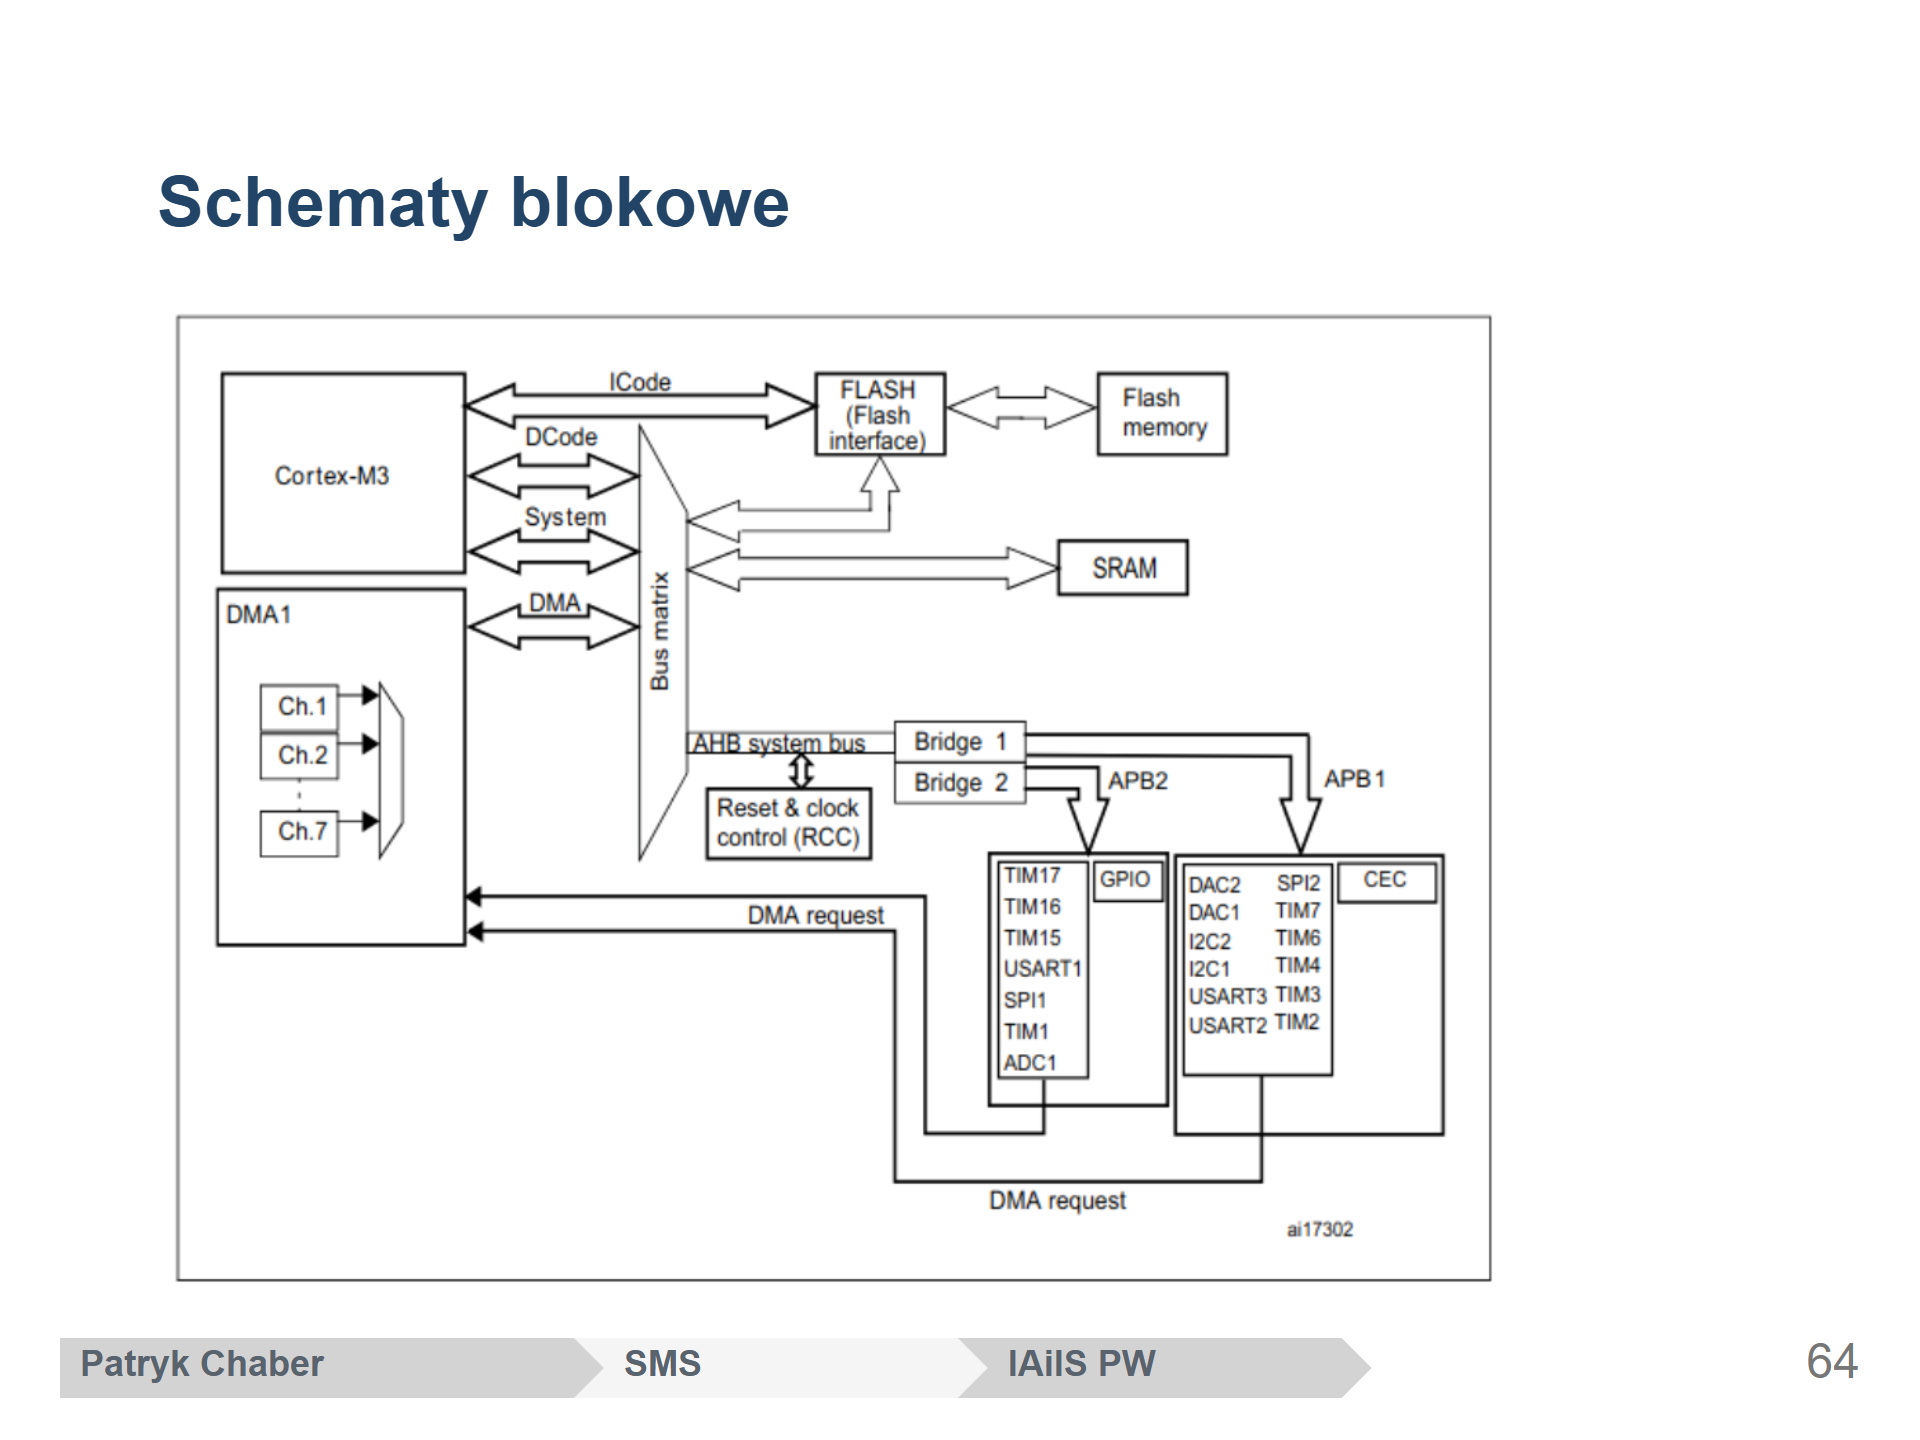 Schematy blokowe
ICode
FLASH
(Flash
interface)
Flash
memory
DCode
Cortex-M3
System
SRAM
DMA
DMA1
Bus matrix
Ch.1
Ch.2
Ch.7
AHB system bus
Bridge 1
Bridge 2
APB2
APB1
Reset & clock
control (RCC)
DMA request
TIM17
TIM16
TIM15
USART1
SPI1
TIM1
ADC1
GPIO
DAC2 SPI2
DAC1 TIM7
I2C2 TIM6
I2C1 TIM4
USART3 TIM3
USART2 TIM2
CEC
DMA request
ai17302
Patryk Chaber
SMS
IAiIS PW
64